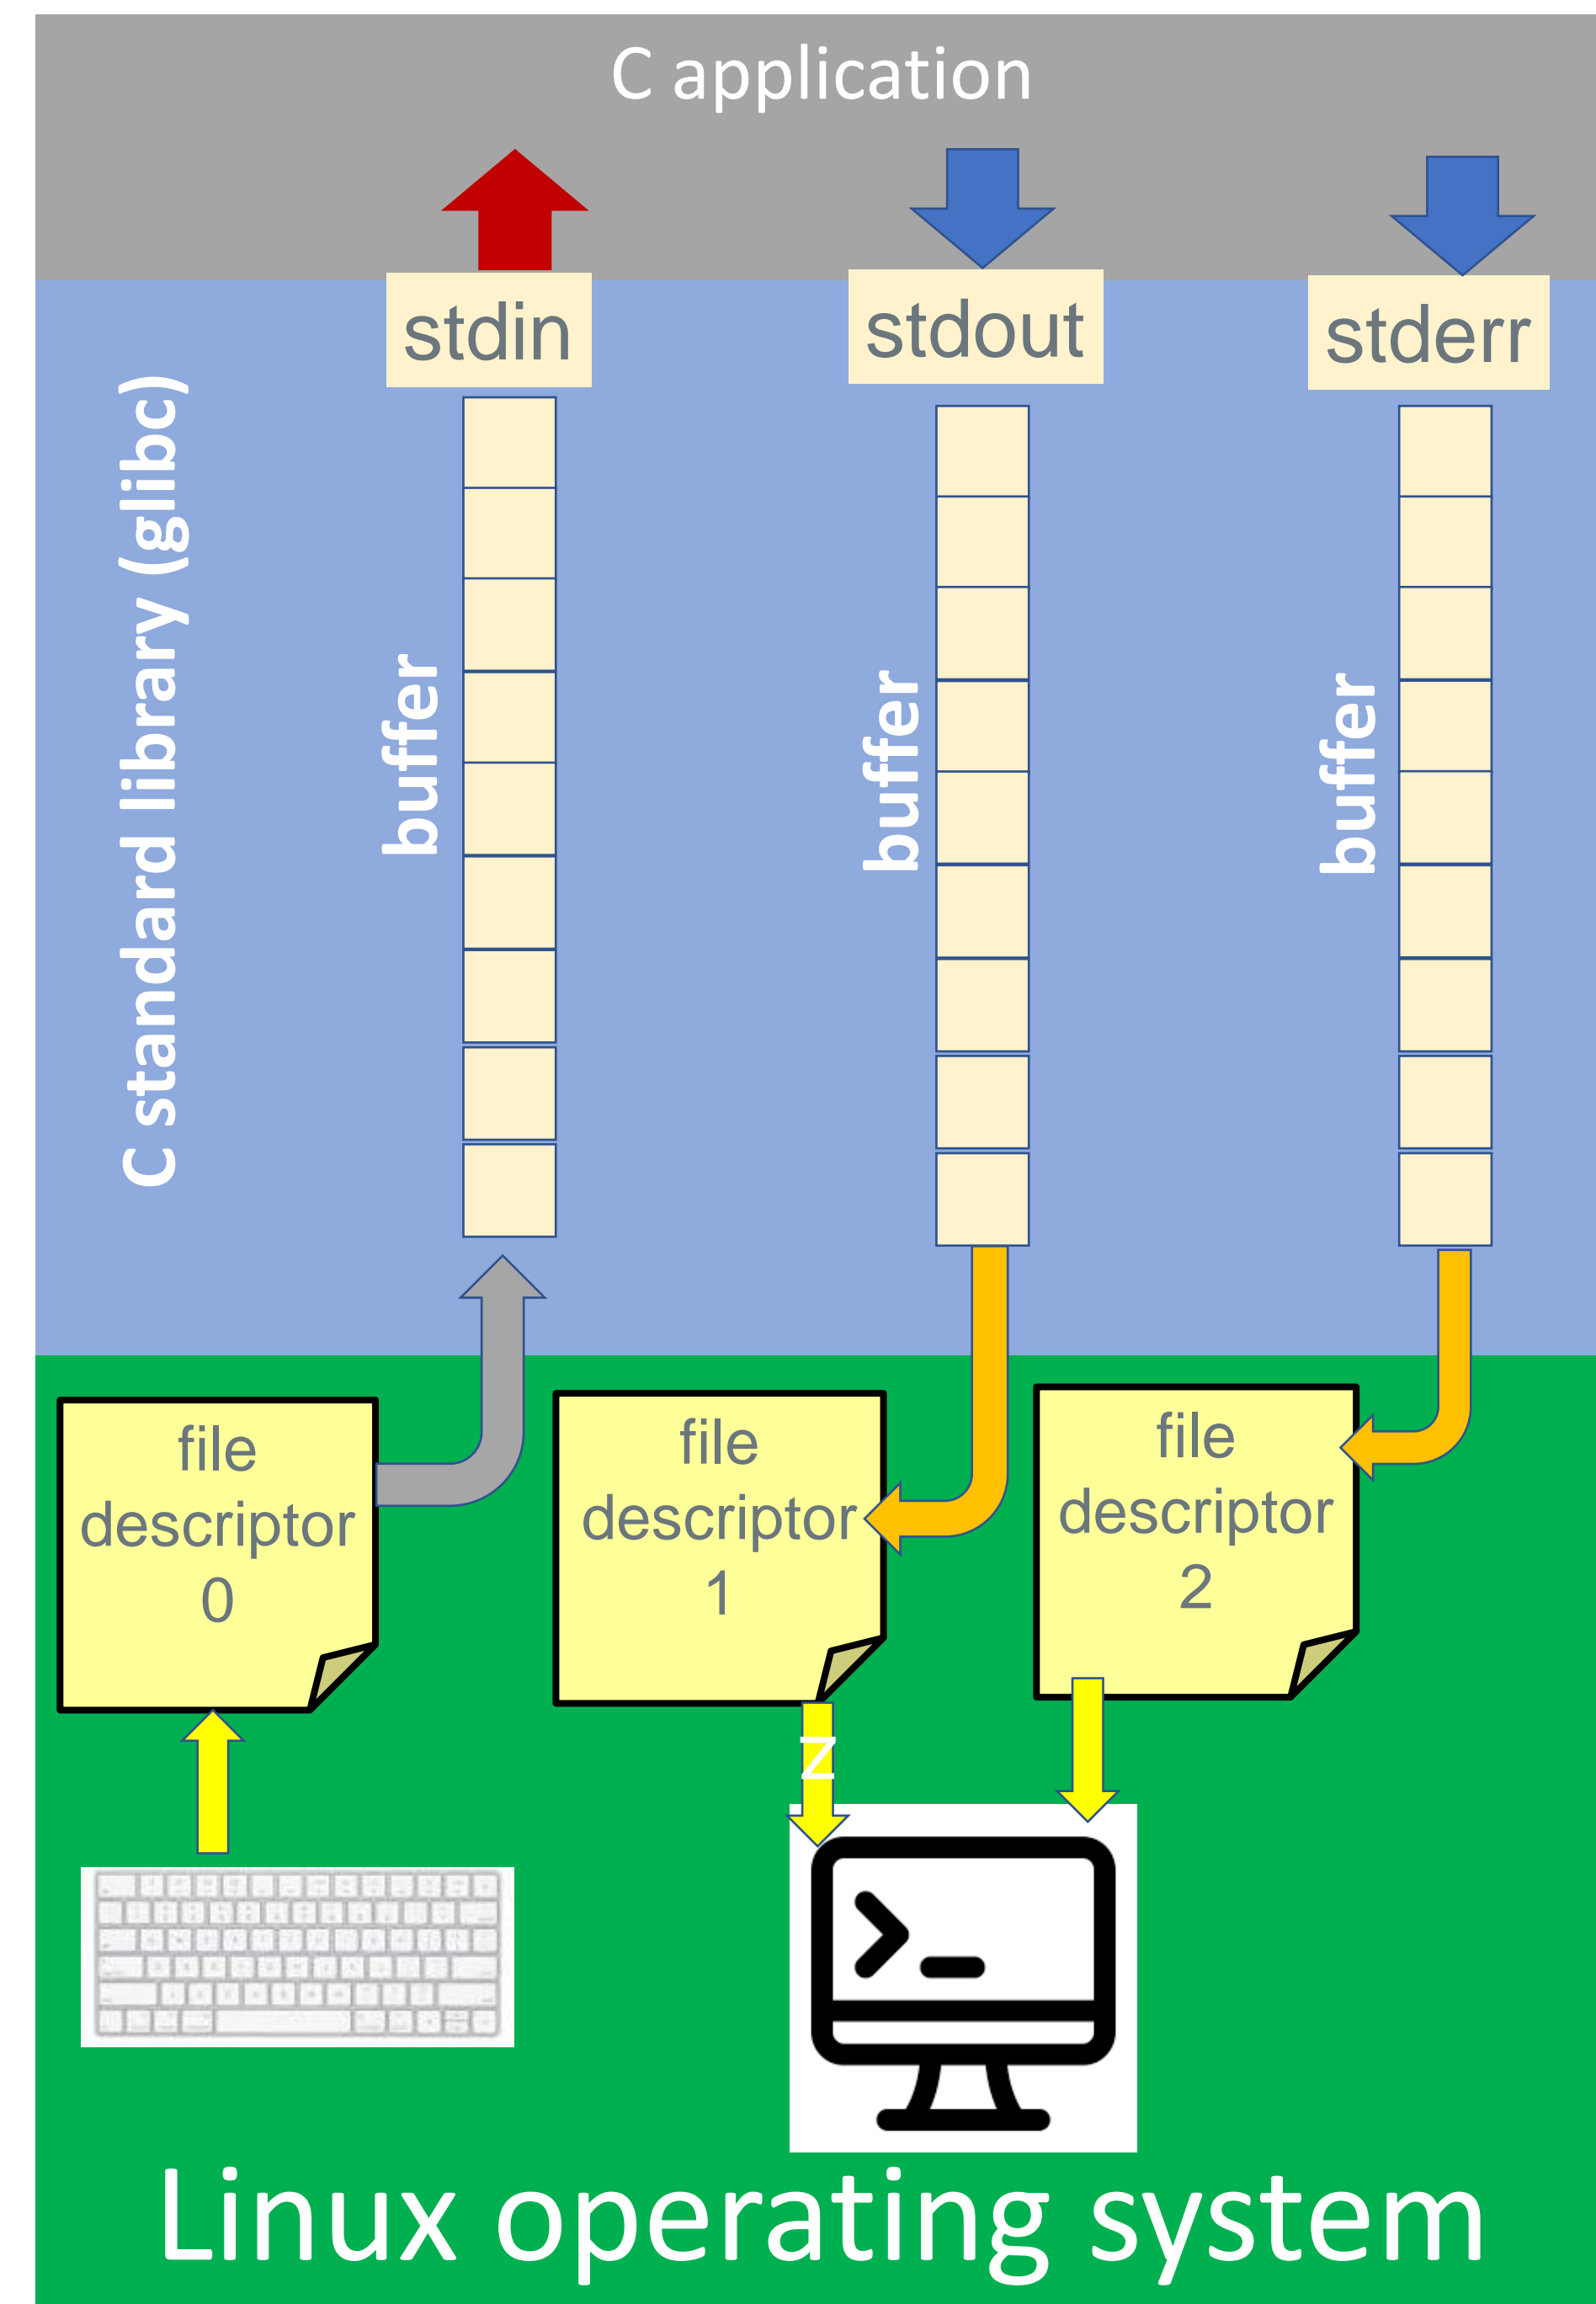 C application
stdin
stdout
stderr
C standard library (glibc)
buffer
buffer
buffer
file
descriptor
0
file
descriptor
1
file
descriptor
2
z
Linux operating system